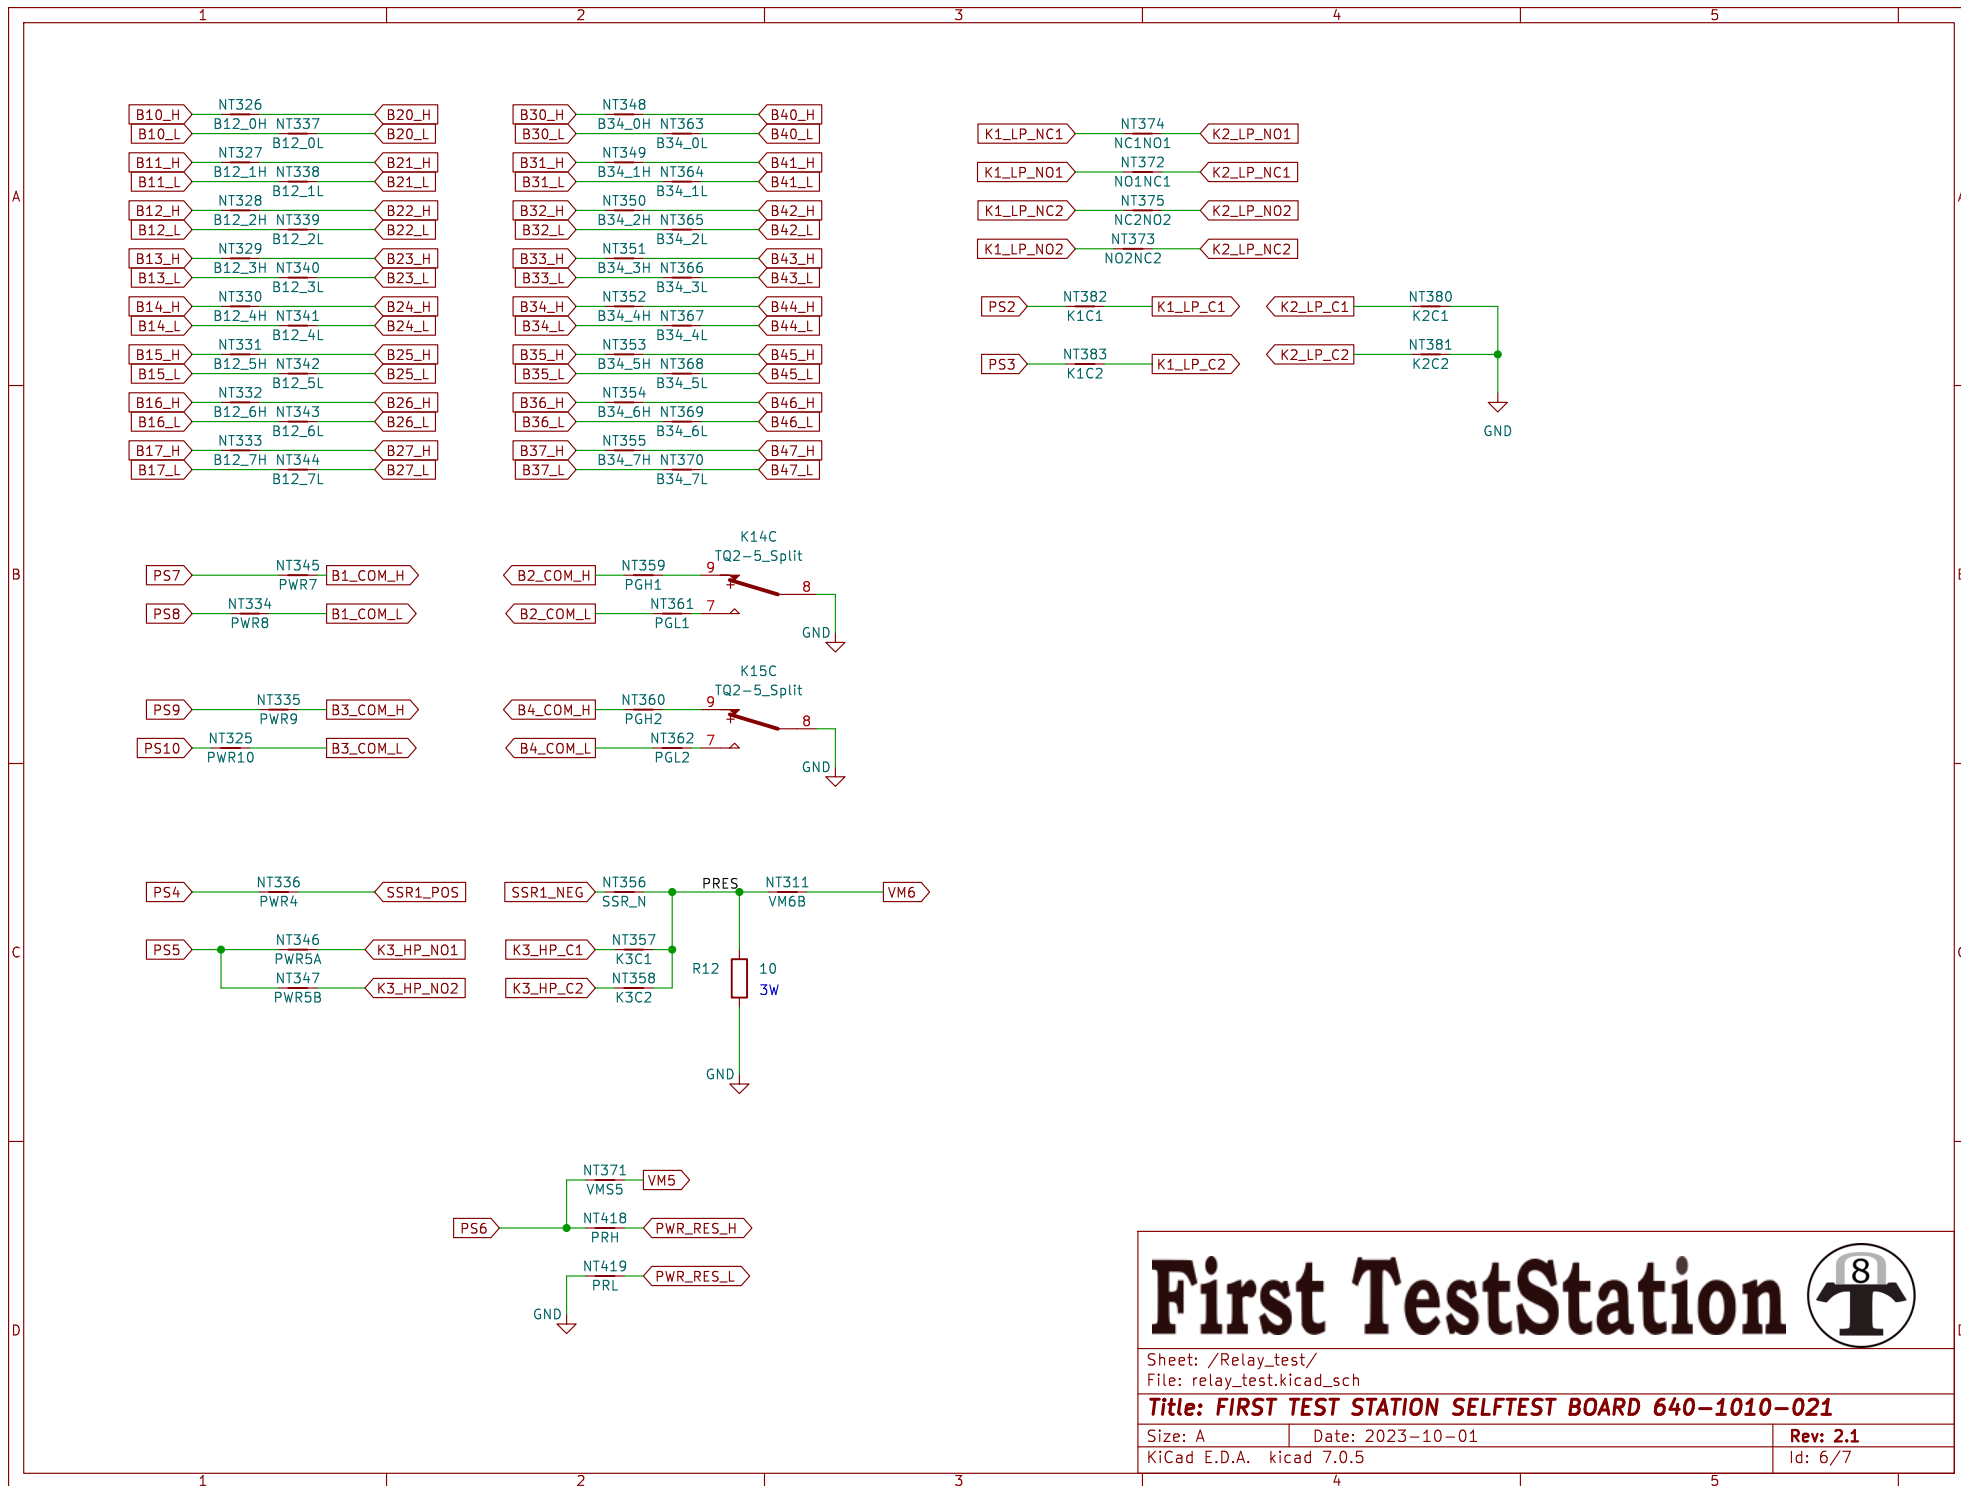 1 2 3 4 5
A
B
C
D
B10_H NT326 B20_H
B12_0H
B10_L NT337 B20_L
B12_0L
B11_H NT327 B21_H
B12_1H
B11_L NT338 B21_L
B12_1L
B12_H NT328 B22_H
B12_2H
B12_L NT339 B22_L
B12_2L
B13_H NT329 B23_H
B12_3H
B13_L NT340 B23_L
B12_3L
B14_H NT330 B24_H
B12_4H
B14_L NT341 B24_L
B12_4L
B15_H NT331 B25_H
B12_5H
B15_L NT342 B25_L
B12_5L
B16_H NT332 B26_H
B12_6H
B16_L NT343 B26_L
B12_6L
B17_H NT333 B27_H
B12_7H
B17_L NT344 B27_L
B12_7L
B30_H NT348 B40_H
B34_0H
B30_L NT363 B40_L
B34_0L
B31_H NT349 B41_H
B34_1H
B31_L NT364 B41_L
B34_1L
B32_H NT350 B42_H
B34_2H
B32_L NT365 B42_L
B34_2L
B33_H NT351 B43_H
B34_3H
B33_L NT366 B43_L
B34_3L
B34_H NT352 B44_H
B34_4H
B34_L NT367 B44_L
B34_4L
B35_H NT353 B45_H
B34_5H
B35_L NT368 B45_L
B34_5L
B36_H NT354 B46_H
B34_6H
B36_L NT369 B46_L
B34_6L
B37_H NT355 B47_H
B34_7H
B37_L NT370 B47_L
B34_7L
K1_LP_NC1 NT374 K2_LP_NO1
NC1NO1
K1_LP_NO1 NT372 K2_LP_NC1
NO1NC1
K1_LP_NC2 NT375 K2_LP_NO2
NC2NO2
K1_LP_NO2 NT373 K2_LP_NC2
NO2NC2
PS2 NT382 K1_LP_C1
K1C1
K2_LP_C1 NT380
K2C1
PS3 NT383 K1_LP_C2
K1C2
K2_LP_C2 NT381
K2C2
GND
PS7 NT345 B1_COM_H
PWR7
PS8 NT334 B1_COM_L
PWR8
K14C
TQ2-5_Split
B2_COM_H NT359 9
PGH1
8
B2_COM_L NT361 7
PGL1
GND
PS9 NT335 B3_COM_H
PWR9
PS10 NT325 B3_COM_L
PWR10
K15C
TQ2-5_Split
B4_COM_H NT360 9
PGH2
8
B4_COM_L NT362 7
PGL2
GND
PS4 NT336 SSR1_POS
PWR4
PS5 NT346 K3_HP_NO1
PWR5A
NT347 K3_HP_NO2
PWR5B
SSR1_NEG NT356 PRES NT311 VM6
SSR_N VM6B
K3_HP_C1 NT357
K3C1
K3_HP_C2 NT358
K3C2
R12 10
3W
GND
NT371 VM5
VMS5
PS6 NT418 PWR_RES_H
PRH
NT419 PWR_RES_L
PRL
GND
First TestStation 8
Sheet: /Relay_test/
File: relay_test.kicad_sch
Title: FIRST TEST STATION SELFTEST BOARD 640-1010-021
Size: A Date: 2023-10-01 Rev: 2.1
KiCad E.D.A. kicad 7.0.5 Id: 6/7
1 2 3 4 5